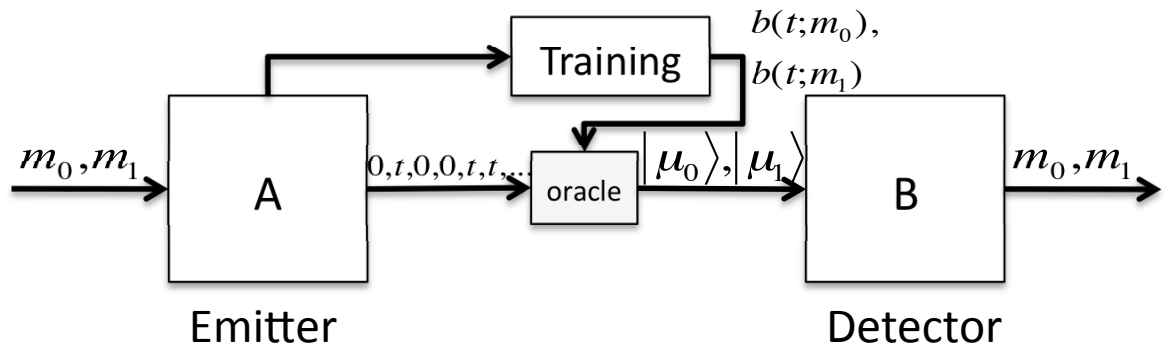 b(t;m₀),
Training
b(t;m₁)
m₀,m₁
0,t,0,0,t,t,...
|μ₀⟩,|μ₁⟩
m₀,m₁
A
oracle
B
Emitter
Detector